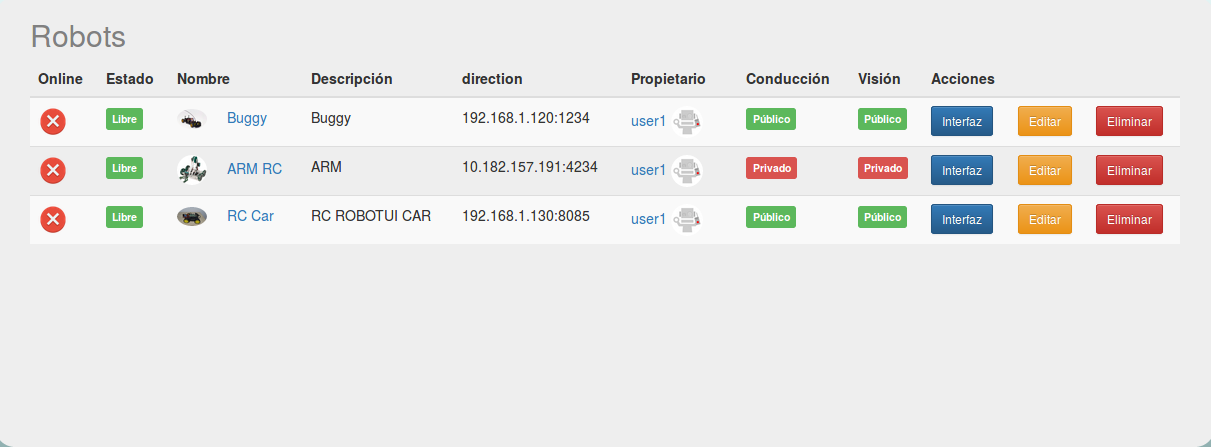 Robots
Online Estado Nombre Descripción direction Propietario Conducción Visión Acciones
Libre Buggy Buggy 192.168.1.120:1234 user1 Público Público Interfaz Editar Eliminar
Libre ARM RC ARM 10.182.157.191:4234 user1 Privado Privado Interfaz Editar Eliminar
Libre RC Car RC ROBOTUI CAR 192.168.1.130:8085 user1 Público Público Interfaz Editar Eliminar